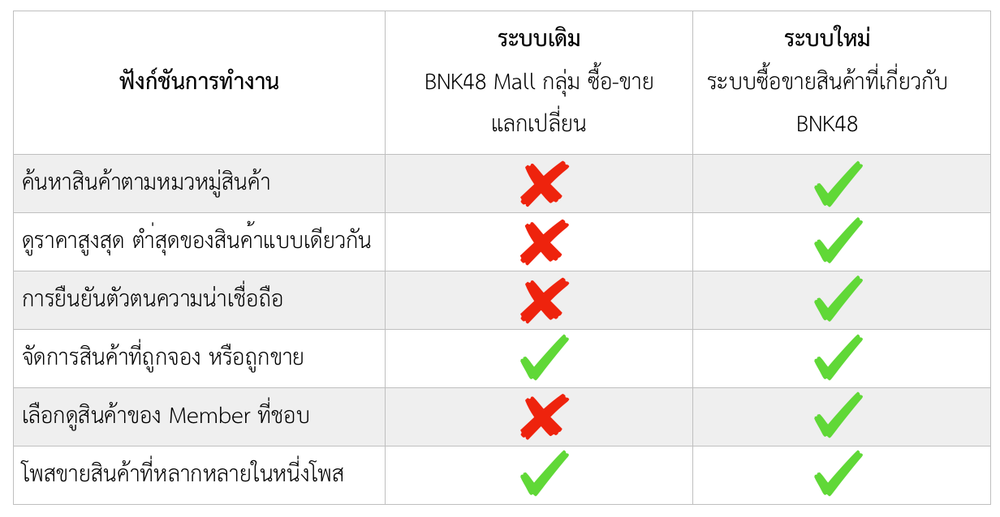 ฟังก์ชันการทำงาน
ระบบเดิม
BNK48 Mall กลุ่ม ซื้อ-ขาย
แลกเปลี่ยน
ระบบใหม่
ระบบซื้อขายสินค้าที่เกี่ยวกับ
BNK48
ค้นหาสินค้าตามหมวหมู่สินค้า
ดูราคาสูงสุด ต่ำสุดของสินค้าแบบเดียวกัน
การยืนยันตัวตนความน่าเชื่อถือ
จัดการสินค้าที่ถูกจอง หรือถูกขาย
เลือกดูสินค้าของ Member ที่ชอบ
โพสขายสินค้าที่หลากหลายในหนึ่งโพส